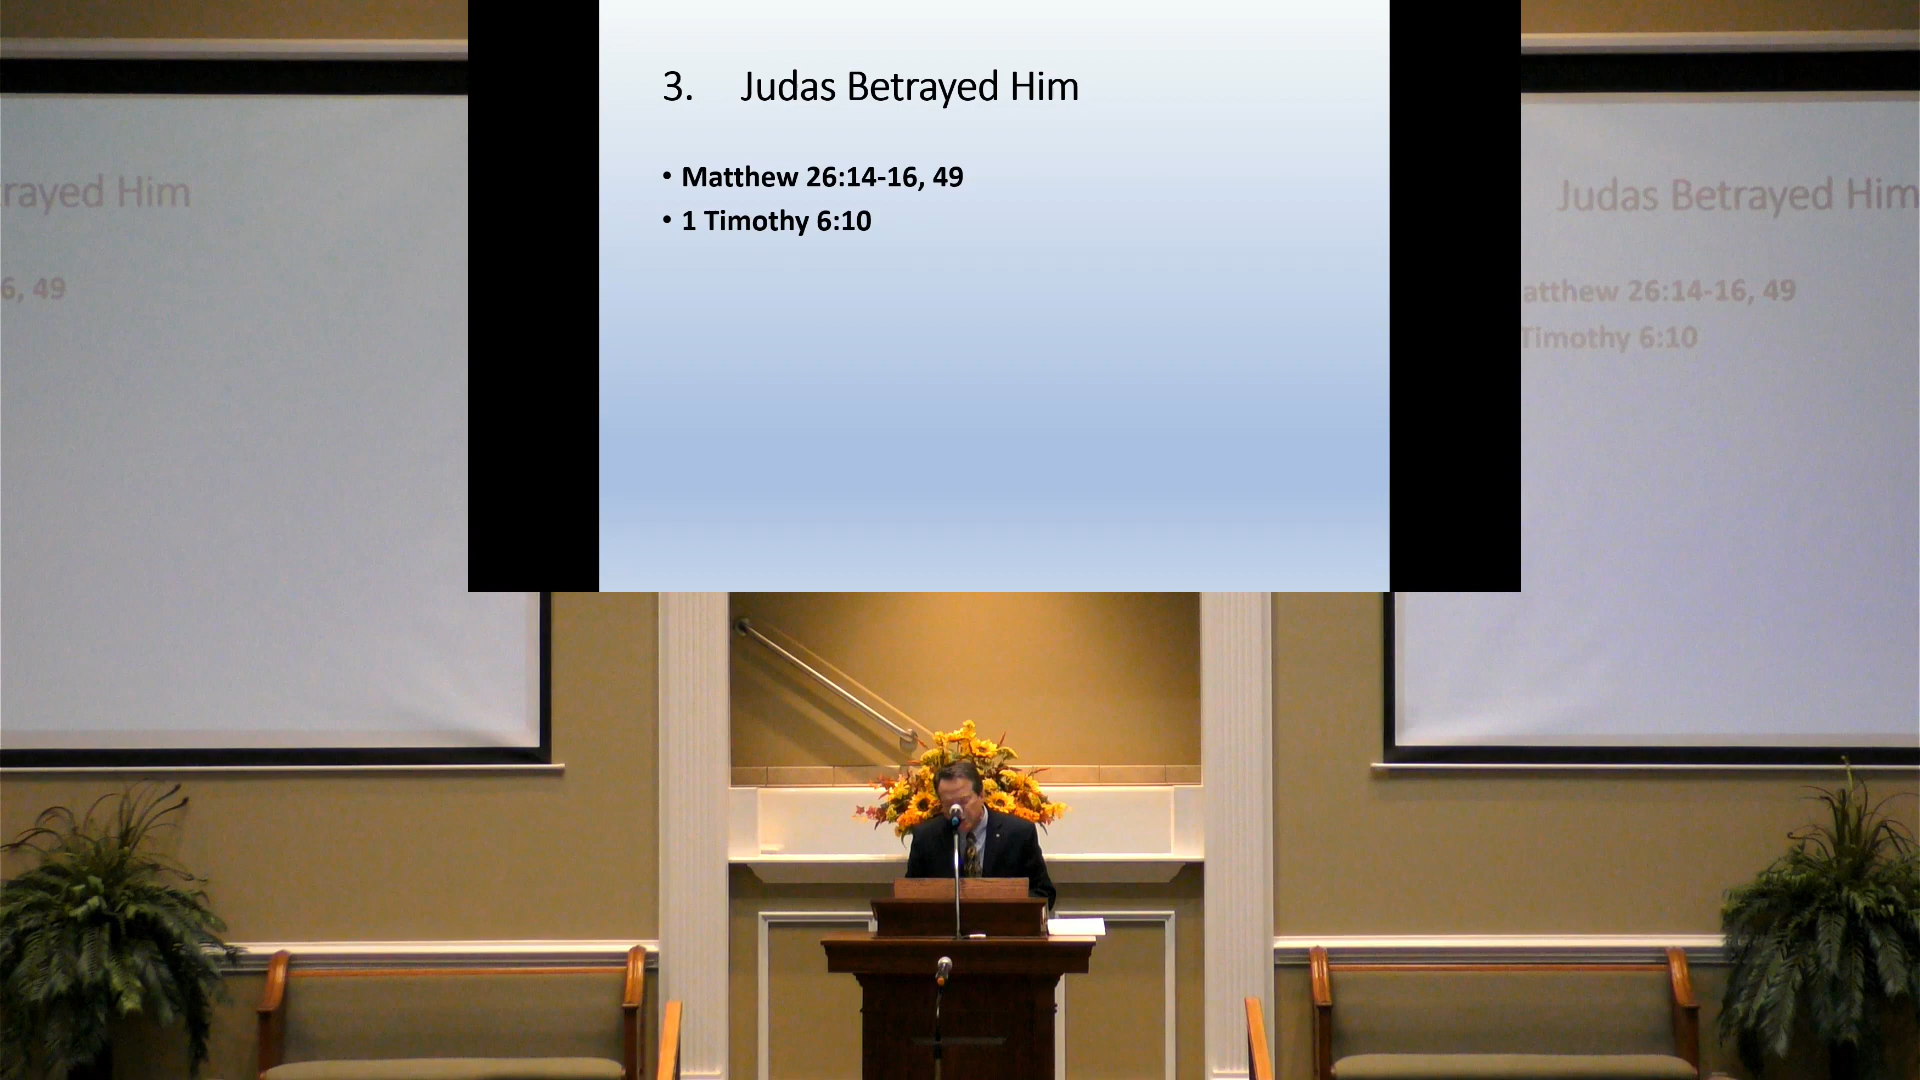 3. Judas Betrayed Him
• Matthew 26:14-16, 49
• 1 Timothy 6:10
trayed Him
6, 49
Judas Betrayed Him
atthew 26:14-16, 49
Timothy 6:10